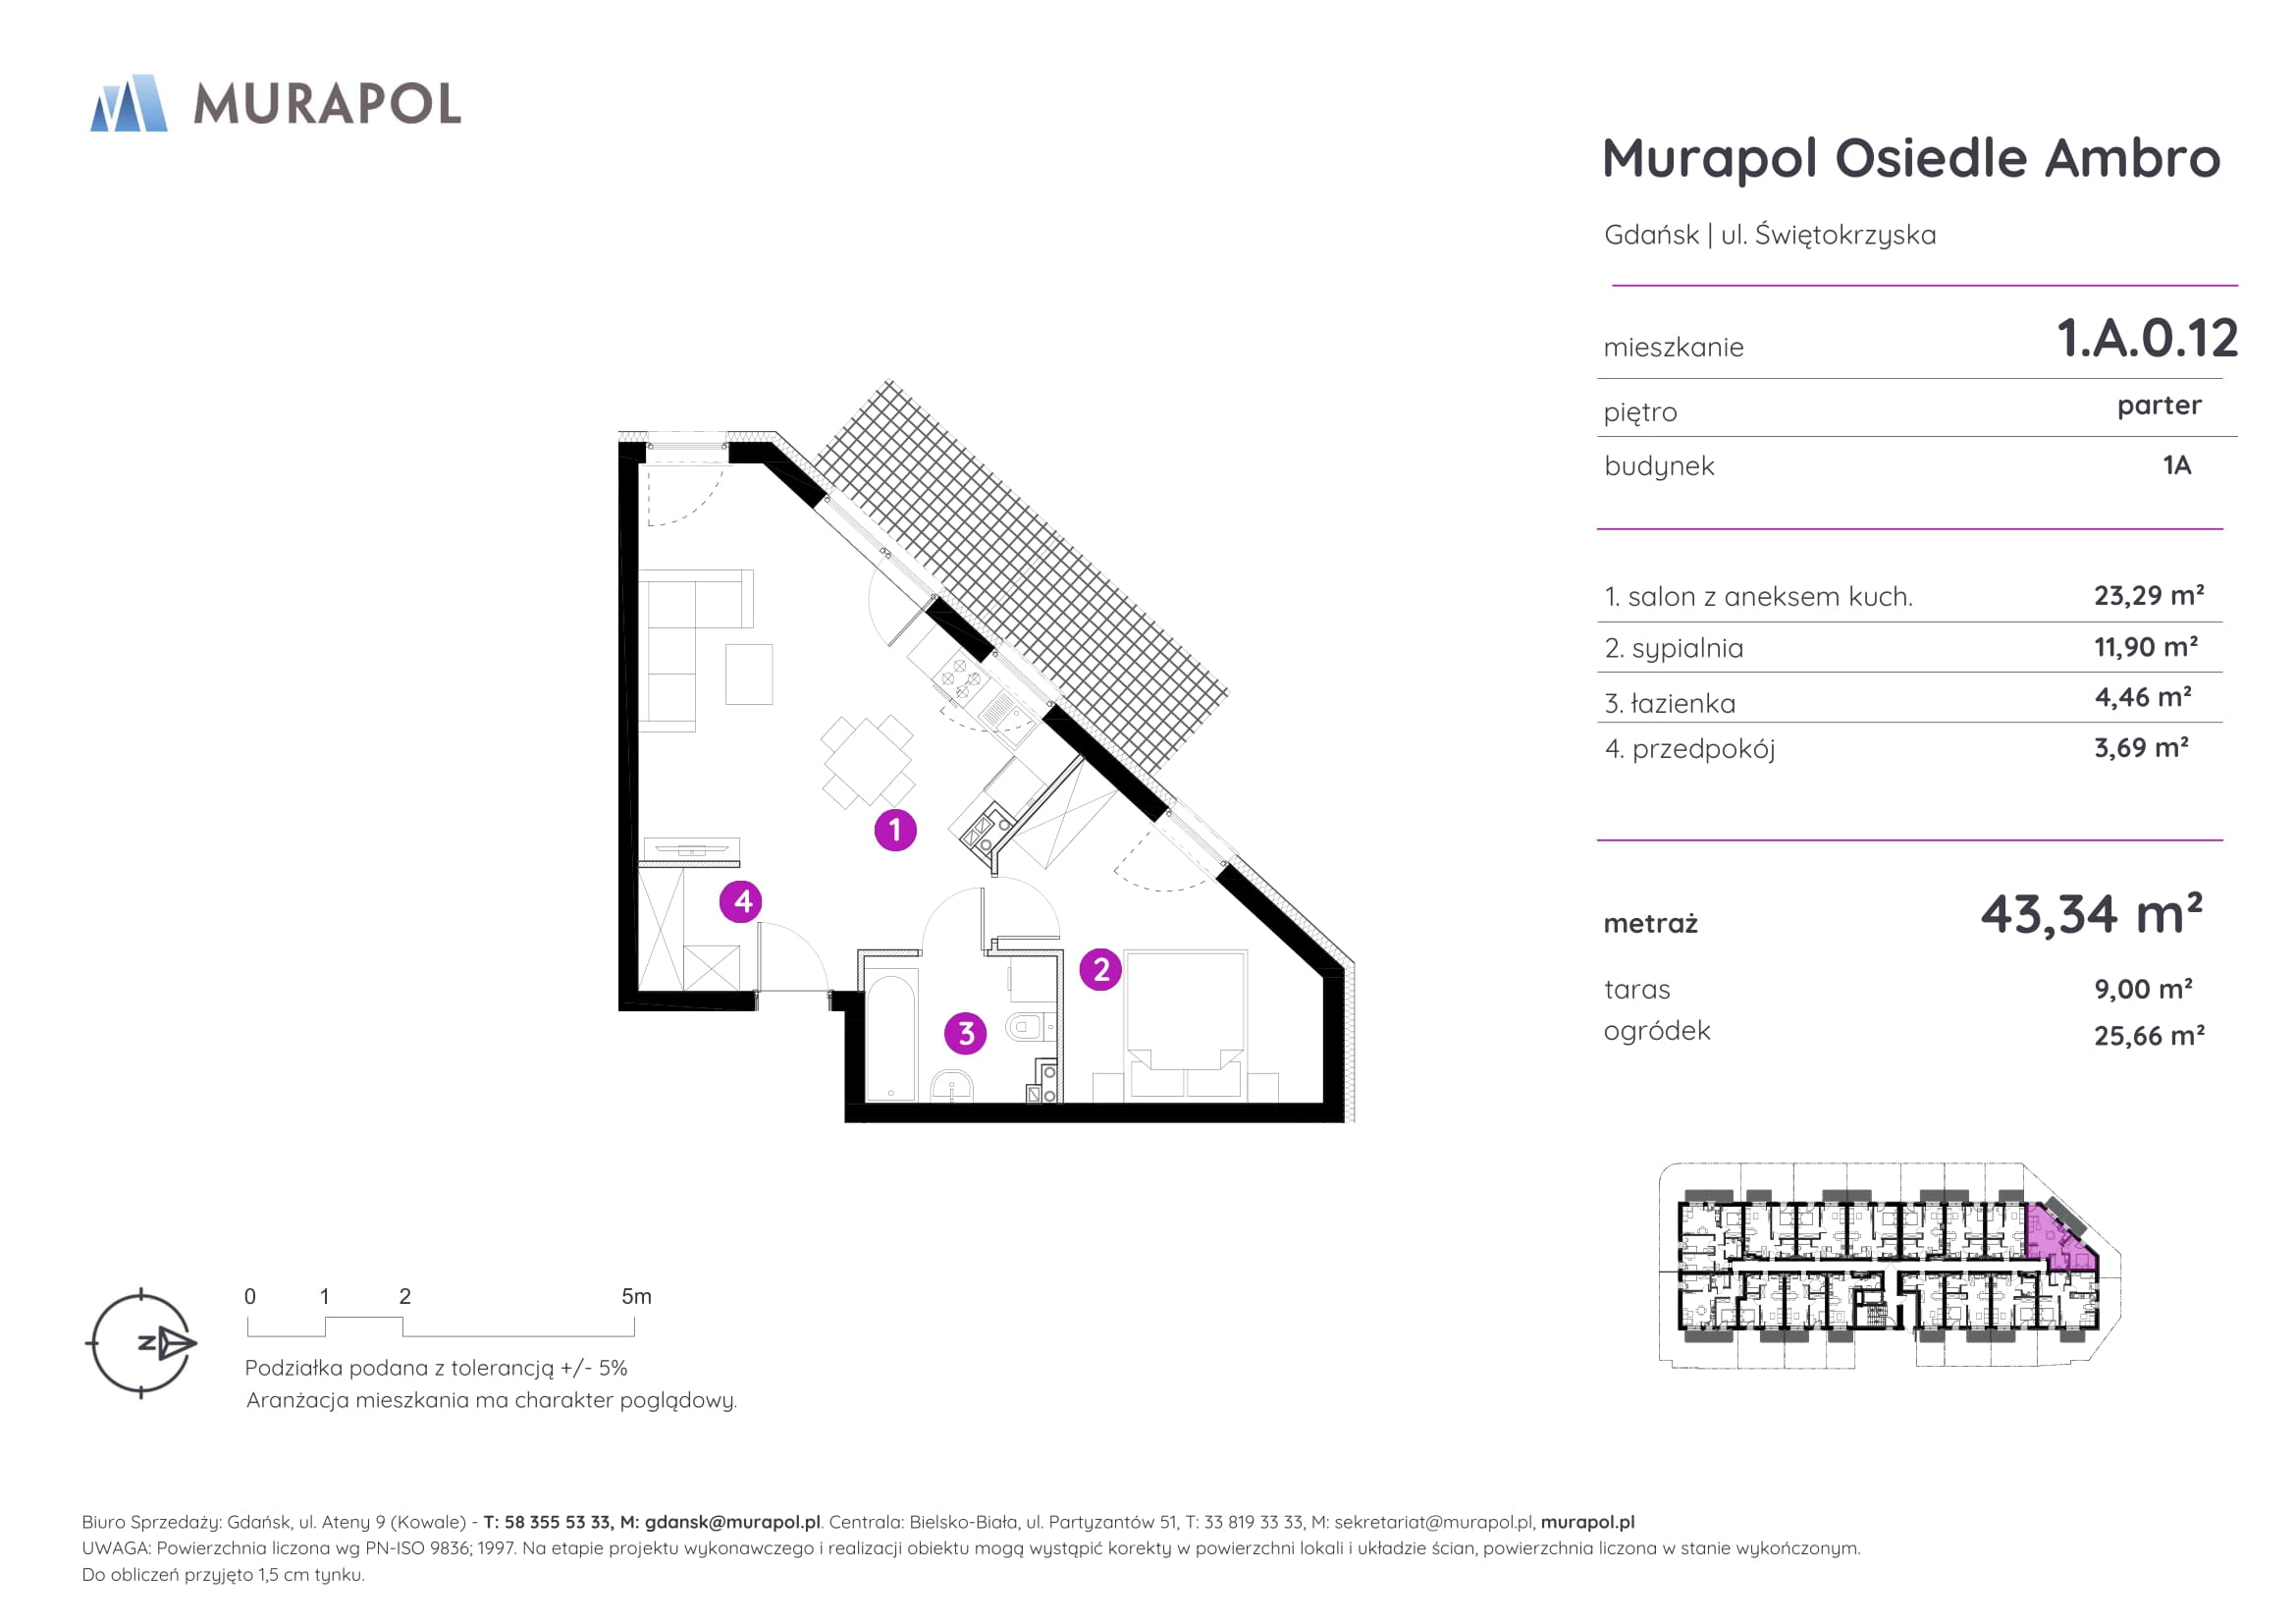 MURAPOL
Murapol Osiedle Ambro
Gdańsk | ul. Świętokrzyska
mieszkanie 1.A.0.12
piętro parter
budynek 1A
1. salon z aneksem kuch. 23,29 m²
2. sypialnia 11,90 m²
3. łazienka 4,46 m²
4. przedpokój 3,69 m²
metraż 43,34 m²
taras 9,00 m²
ogródek 25,66 m²
1
4
2
3
N
0 1 2 5m
Podziałka podana z tolerancją +/- 5%
Aranżacja mieszkania ma charakter poglądowy.
Biuro Sprzedaży: Gdańsk, ul. Ateny 9 (Kowale) - T: 58 355 53 33, M: gdansk@murapol.pl. Centrala: Bielsko-Biała, ul. Partyzantów 51, T: 33 819 33 33, M: sekretariat@murapol.pl, murapol.pl
UWAGA: Powierzchnia liczona wg PN-ISO 9836; 1997. Na etapie projektu wykonawczego i realizacji obiektu mogą wystąpić korekty w powierzchni lokali i układzie ścian, powierzchnia liczona w stanie wykończonym.
Do obliczeń przyjęto 1,5 cm tynku.